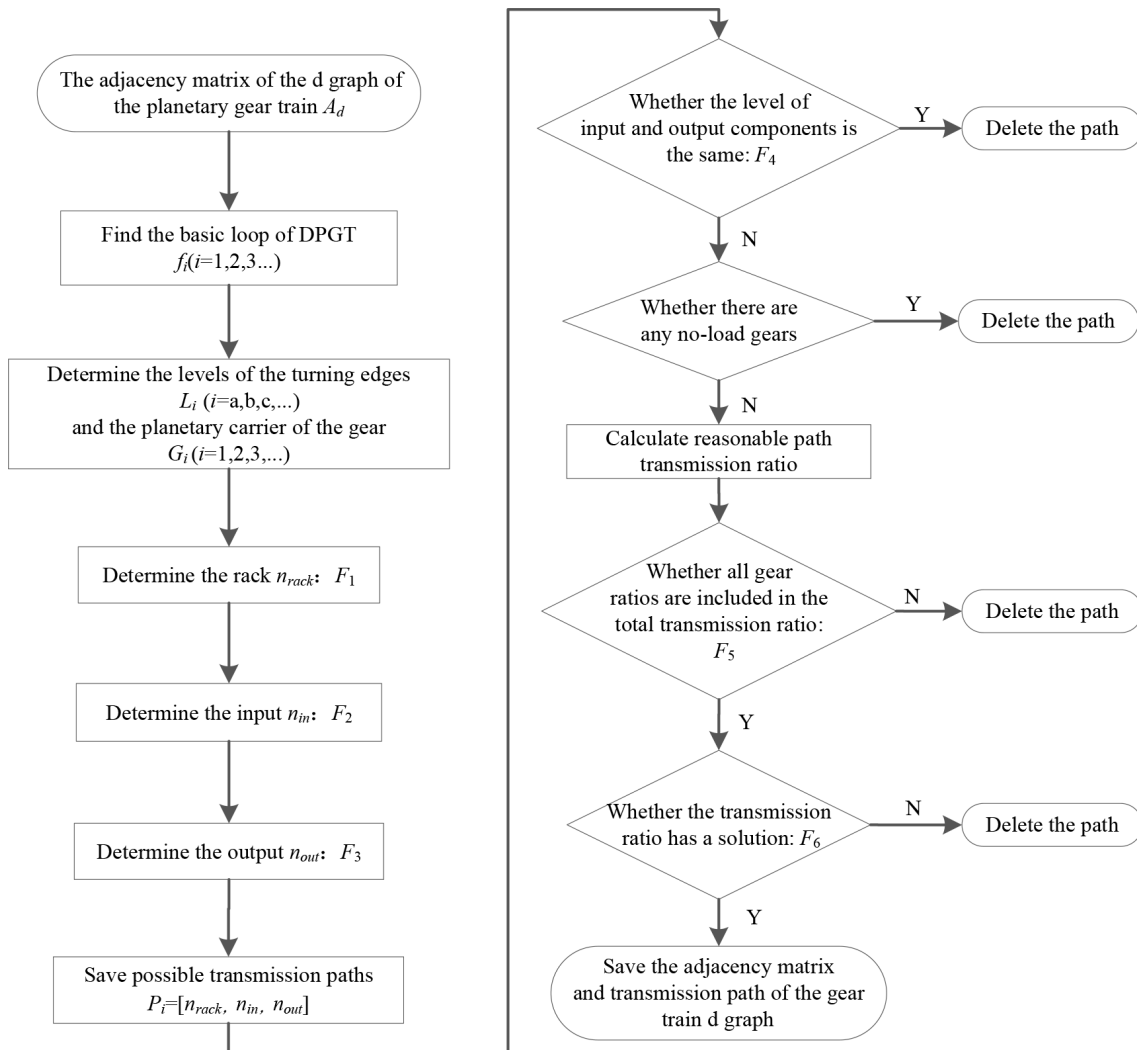 The adjacency matrix of the d graph of
the planetary gear train A_d
Find the basic loop of DPGT
f_i(i=1,2,3...)
Determine the levels of the turning edges
L_i (i=a,b,c,...)
and the planetary carrier of the gear
G_i(i=1,2,3,...)
Determine the rack n_rack: F_1
Determine the input n_in: F_2
Determine the output n_out: F_3
Save possible transmission paths
P_i=[n_rack, n_in, n_out]
Whether the level of
input and output components is
the same: F_4
Y
Delete the path
N
Whether there are
any no-load gears
Y
Delete the path
N
Calculate reasonable path
transmission ratio
Whether all gear
ratios are included in the
total transmission ratio:
F_5
N
Delete the path
Y
Whether the transmission
ratio has a solution: F_6
N
Delete the path
Y
Save the adjacency matrix
and transmission path of the gear
train d graph